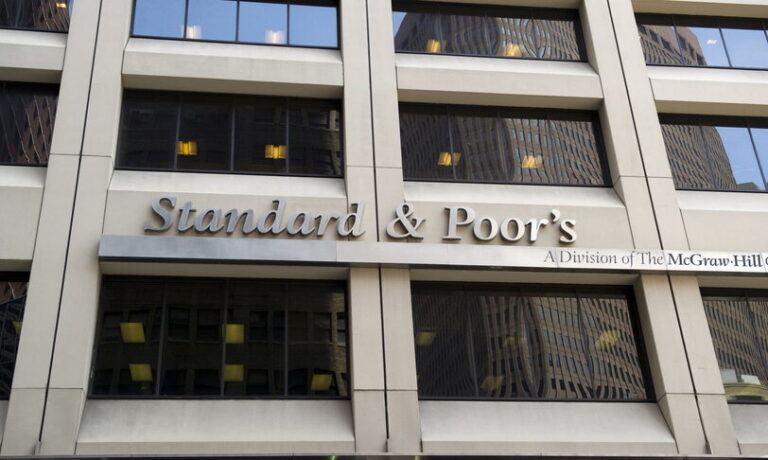 Standard & Poor's
A Division of The McGraw·Hill